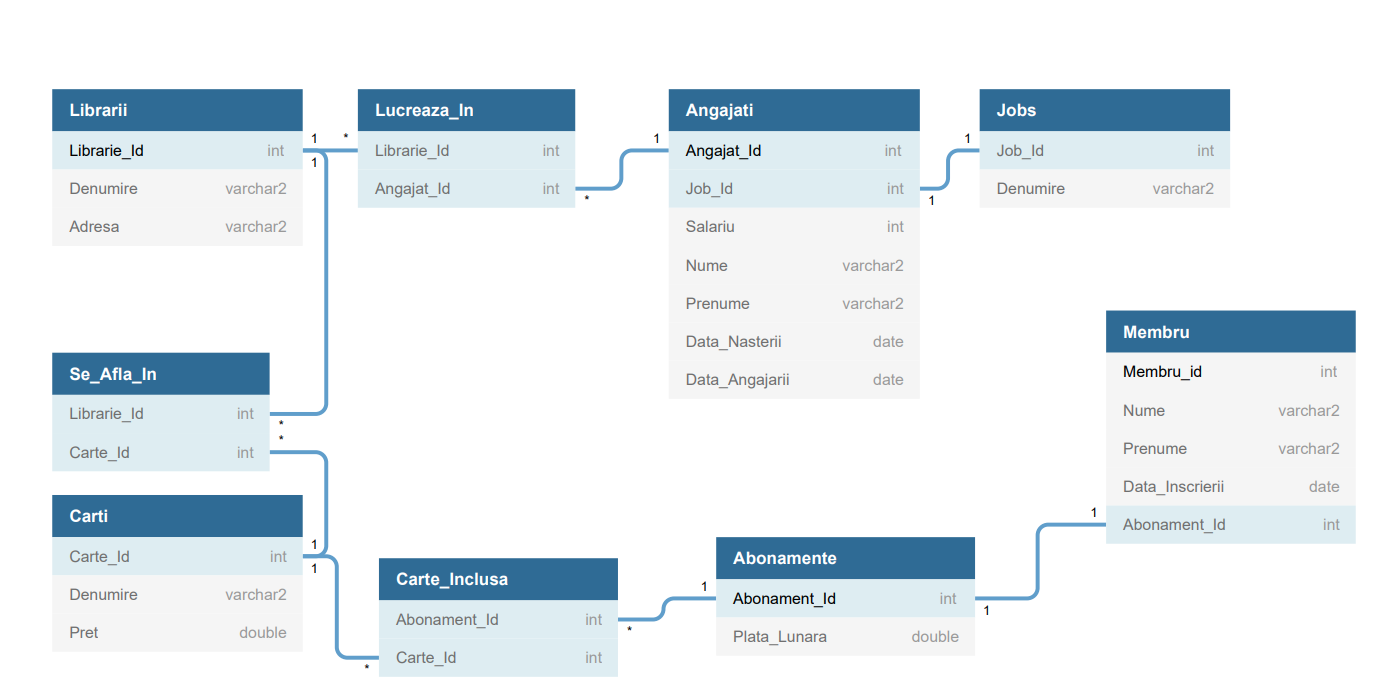 Librarii
Librarie_Id int
Denumire varchar2
Adresa varchar2
1
1
*
Lucreaza_In
Librarie_Id int
Angajat_Id int
*
1
Angajati
Angajat_Id int
Job_Id int
Salariu int
Nume varchar2
Prenume varchar2
Data_Nasterii date
Data_Angajarii date
1
1
Jobs
Job_Id int
Denumire varchar2
Se_Afla_In
Librarie_Id int
Carte_Id int
*
*
Carti
Carte_Id int
Denumire varchar2
Pret double
1
1
*
Carte_Inclusa
Abonament_Id int
Carte_Id int
*
1
Abonamente
Abonament_Id int
Plata_Lunara double
1
1
Membru
Membru_id int
Nume varchar2
Prenume varchar2
Data_Inscrierii date
Abonament_Id int